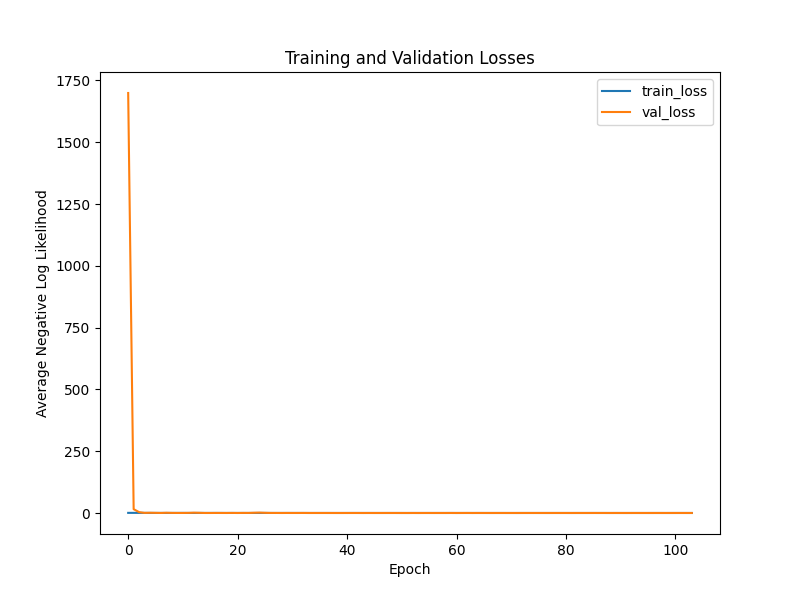 Training and Validation Losses
train_loss
val_loss
Average Negative Log Likelihood
1750
1500
1250
1000
750
500
250
0
0 20 40 60 80 100
Epoch